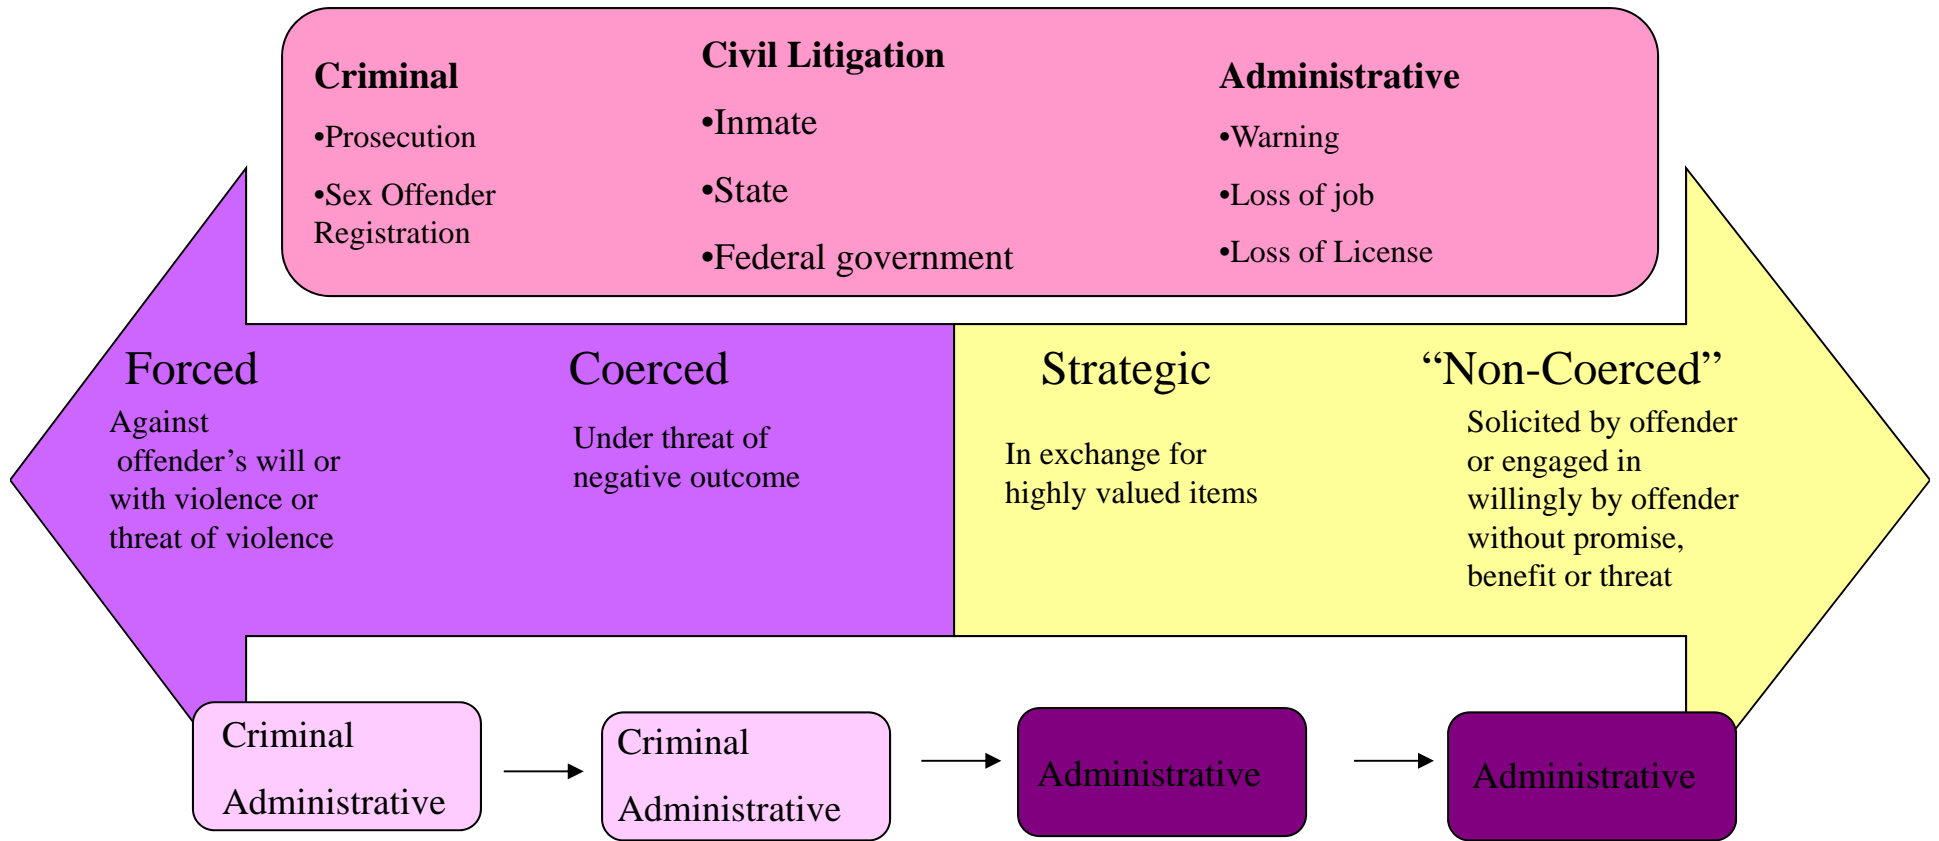 Criminal
•Prosecution
•Sex Offender
Registration
Civil Litigation
•Inmate
•State
•Federal government
Administrative
•Warning
•Loss of job
•Loss of License
Forced
Against
offender’s will or
with violence or
threat of violence
Coerced
Under threat of
negative outcome
Strategic
In exchange for
highly valued items
“Non-Coerced”
Solicited by offender
or engaged in
willingly by offender
without promise,
benefit or threat
Criminal
Administrative
Criminal
Administrative
Administrative
Administrative